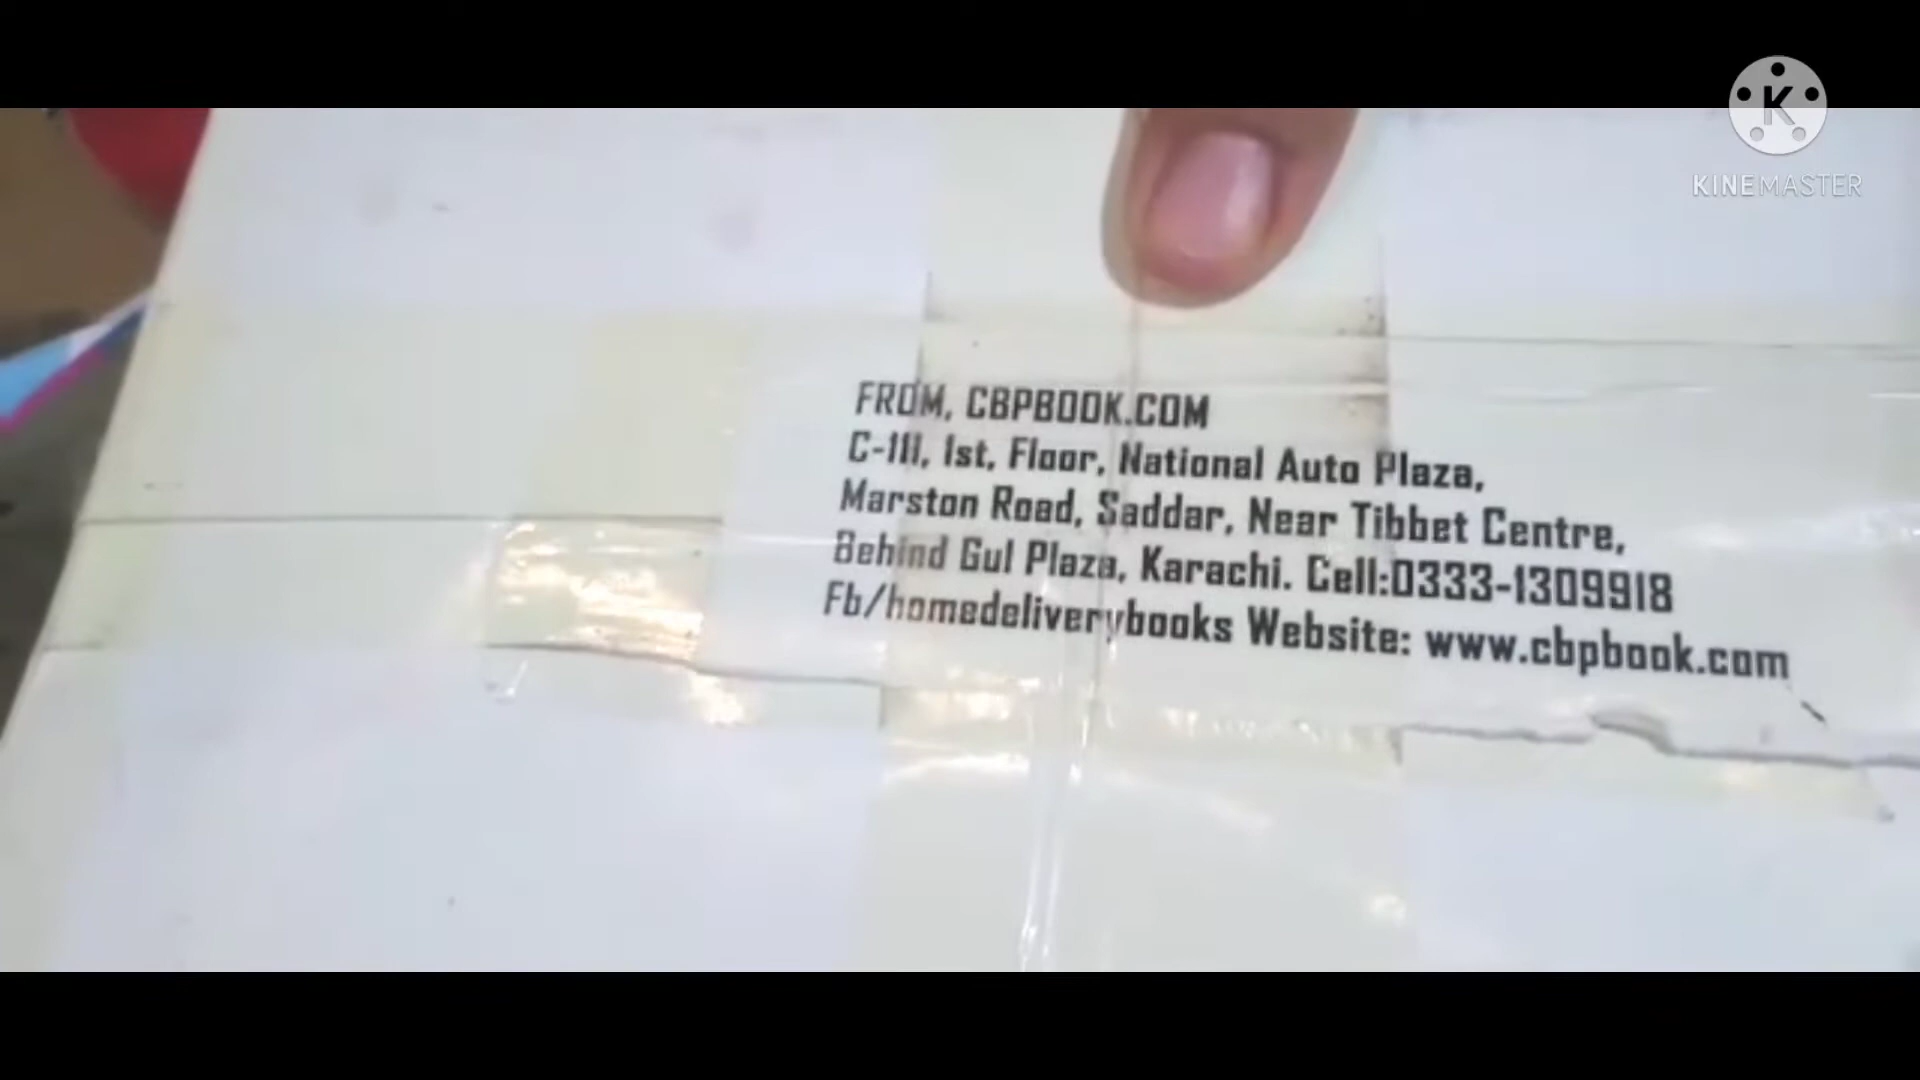 K
KINEMASTER
FROM, CBPBOOK.COM
C-111, 1st, Floor, National Auto Plaza,
Marston Road, Saddar, Near Tibbet Centre,
Behind Gul Plaza, Karachi. Cell:0333-1309918
Fb/homedeliverybooks Website: www.cbpbook.com